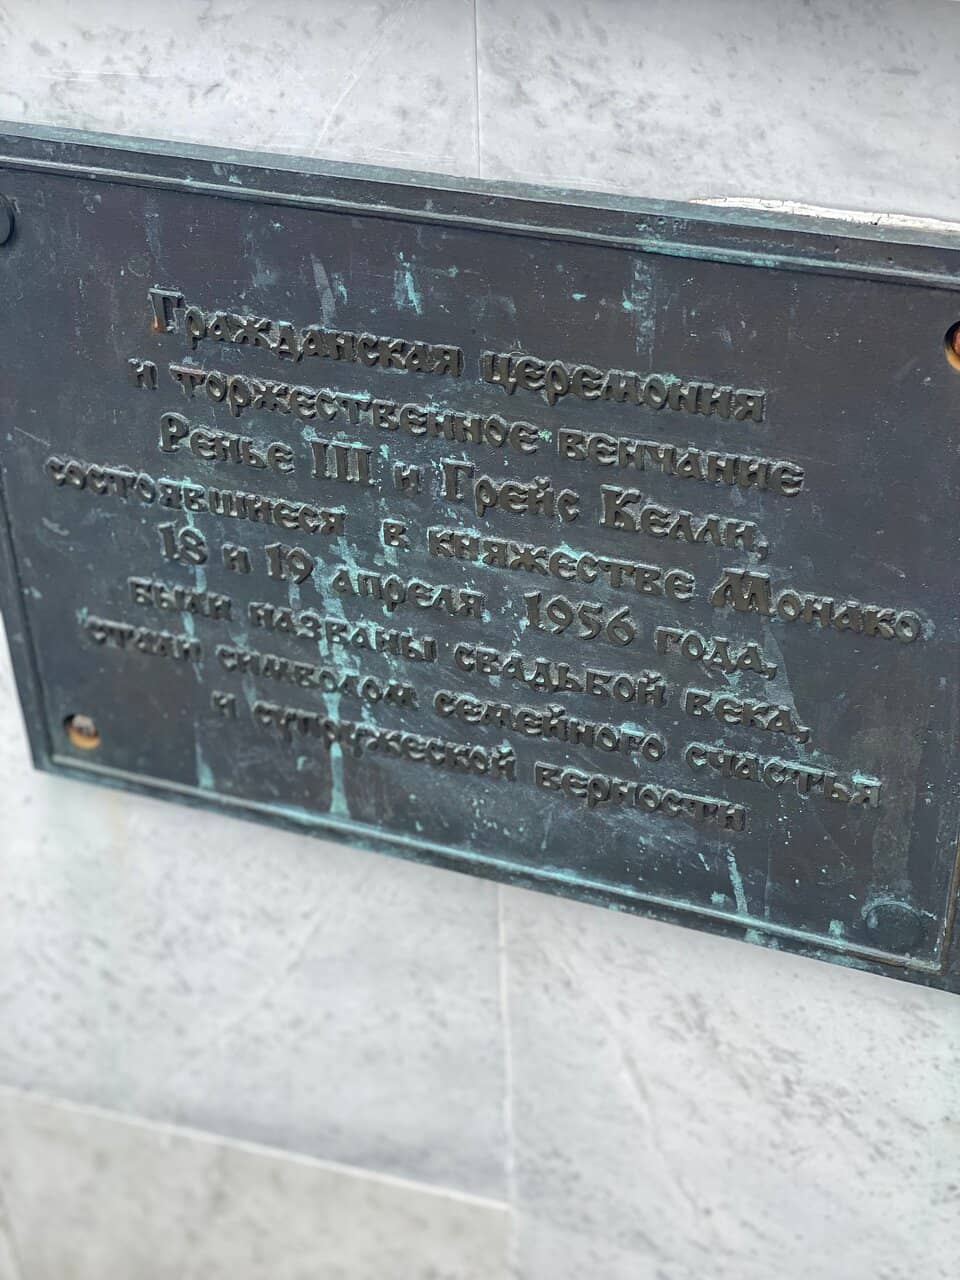 Гражданская церемония
и торжественное венчание
Ренье III и Грейс Келли,
состоявшиеся в княжестве Монако
18 и 19 апреля 1956 года,
были названы свадьбой века,
стали символом семейного счастья
и супружеской верности